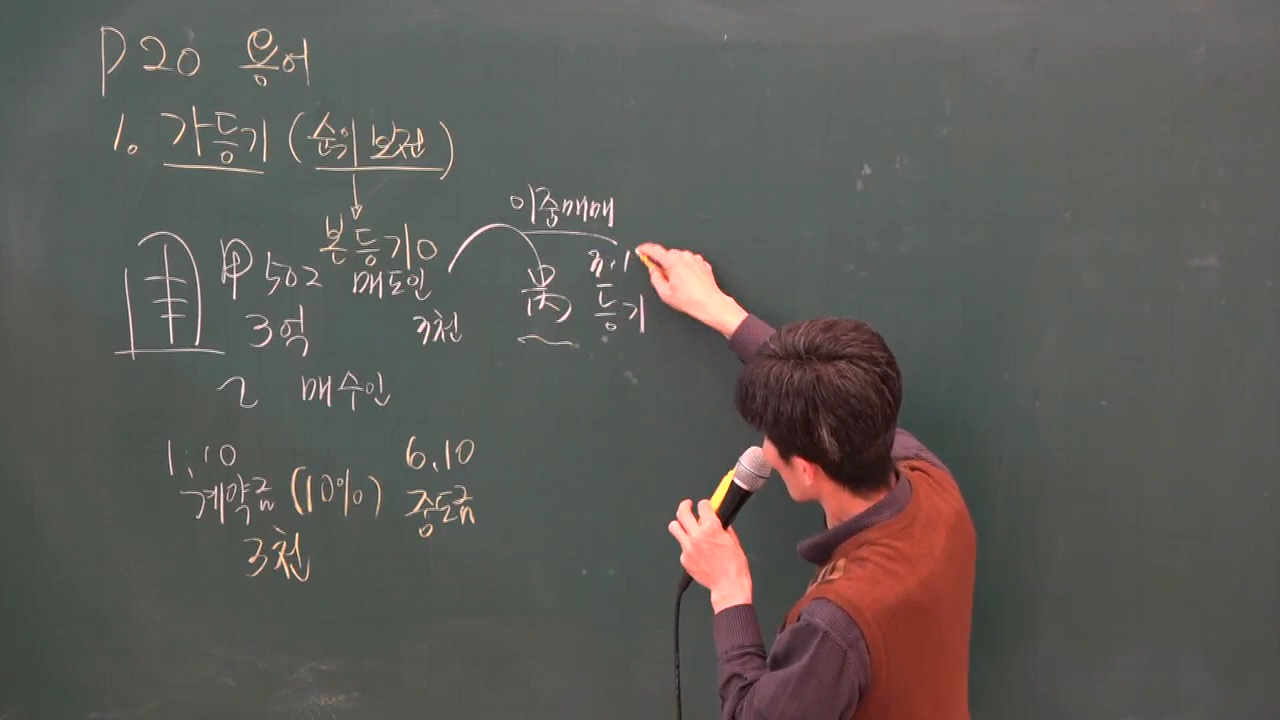 P20 용어
1. 가등기 (순위 보전)
본등기 O
이중매매
甲 502 매도인
丙
등기
3억
3천
乙 매수인
1.10
6.10
계약금 (10%)
중도금
3천